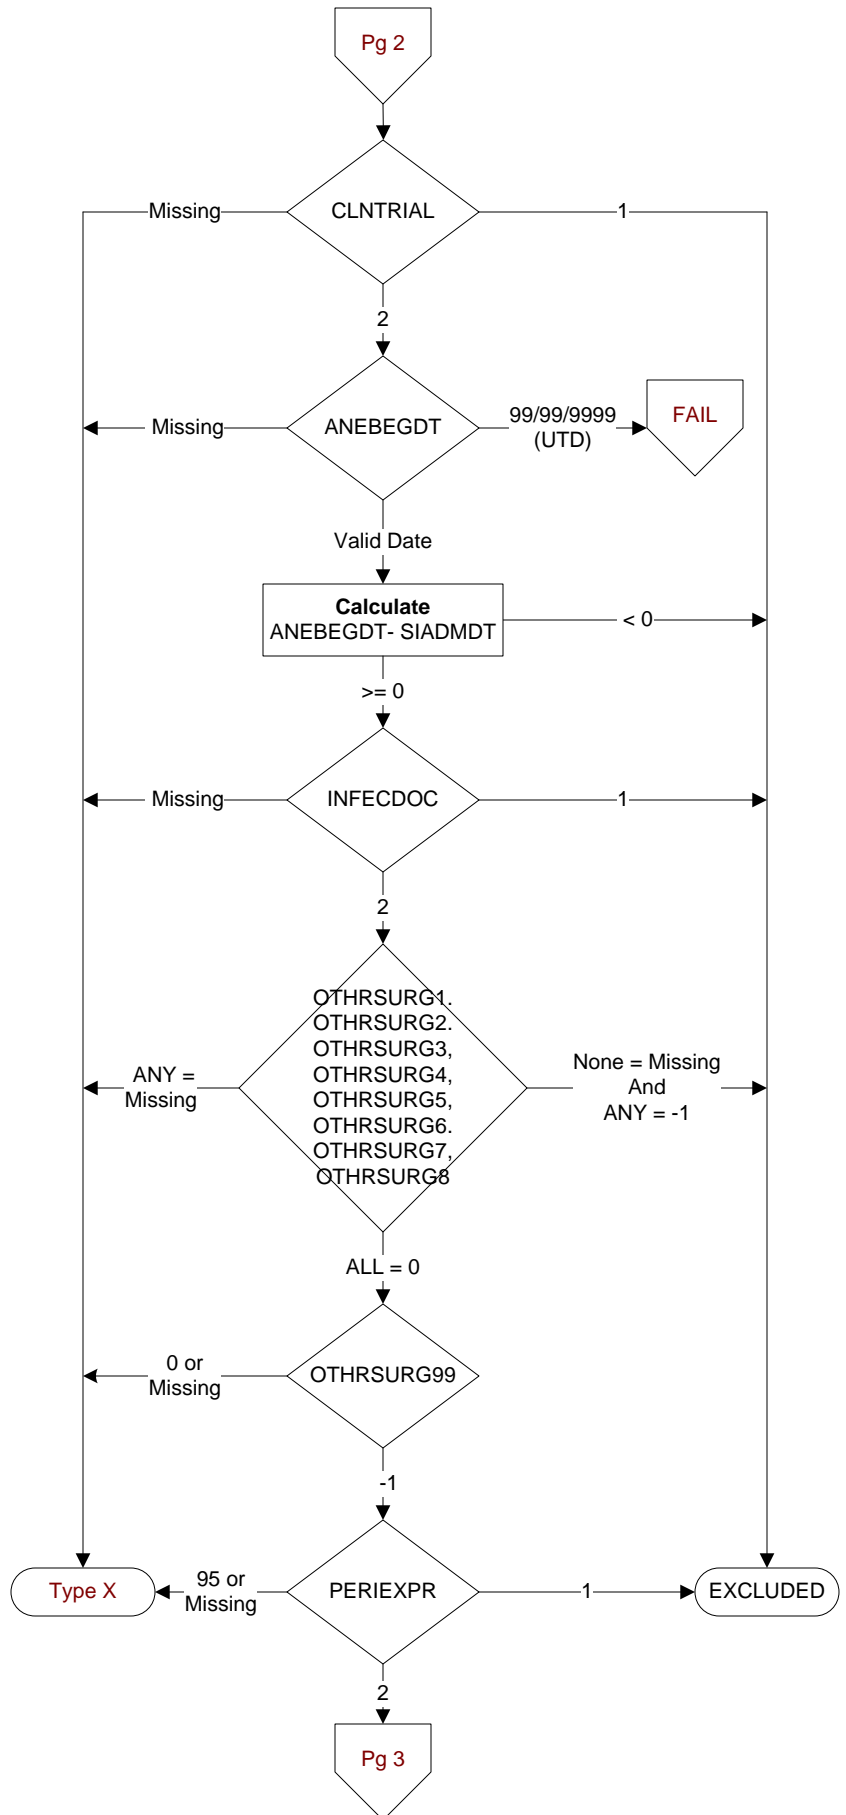 Pg 2
CLNTRIAL
Missing
1
2
ANEBEGDT
Missing
99/99/9999
(UTD)
FAIL
Valid Date
Calculate
ANEBEGDT- SIADMDT
< 0
>= 0
INFECDOC
Missing
1
2
OTHRSURG1.
OTHRSURG2.
OTHRSURG3,
OTHRSURG4,
OTHRSURG5,
OTHRSURG6.
OTHRSURG7,
OTHRSURG8
ANY =
Missing
None = Missing
And
ANY = -1
ALL = 0
OTHRSURG99
0 or
Missing
-1
Type X
95 or
Missing
PERIEXPR
1
EXCLUDED
2
Pg 3